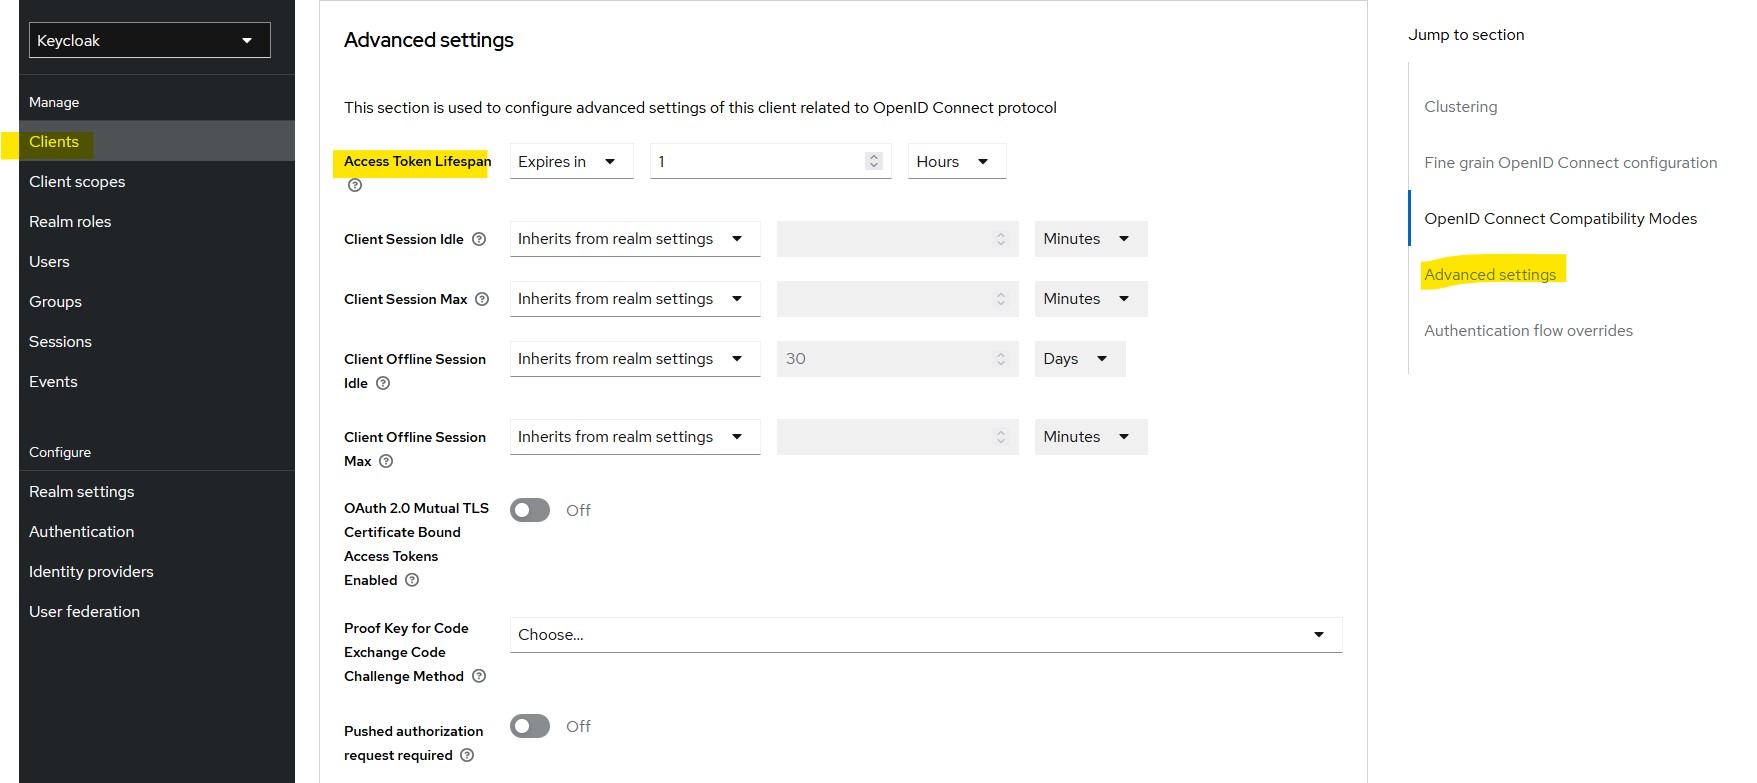 Keycloak
Manage
Clients
Client scopes
Realm roles
Users
Groups
Sessions
Events
Configure
Realm settings
Authentication
Identity providers
User federation
Advanced settings
This section is used to configure advanced settings of this client related to OpenID Connect protocol
Access Token Lifespan Expires in 1 Hours
Client Session Idle Inherits from realm settings Minutes
Client Session Max Inherits from realm settings Minutes
Client Offline Session Inherits from realm settings 30 Days
Idle
Client Offline Session Inherits from realm settings Minutes
Max
OAuth 2.0 Mutual TLS Off
Certificate Bound
Access Tokens
Enabled
Proof Key for Code Choose...
Exchange Code
Challenge Method
Pushed authorization Off
request required
Jump to section
Clustering
Fine grain OpenID Connect configuration
OpenID Connect Compatibility Modes
Advanced settings
Authentication flow overrides